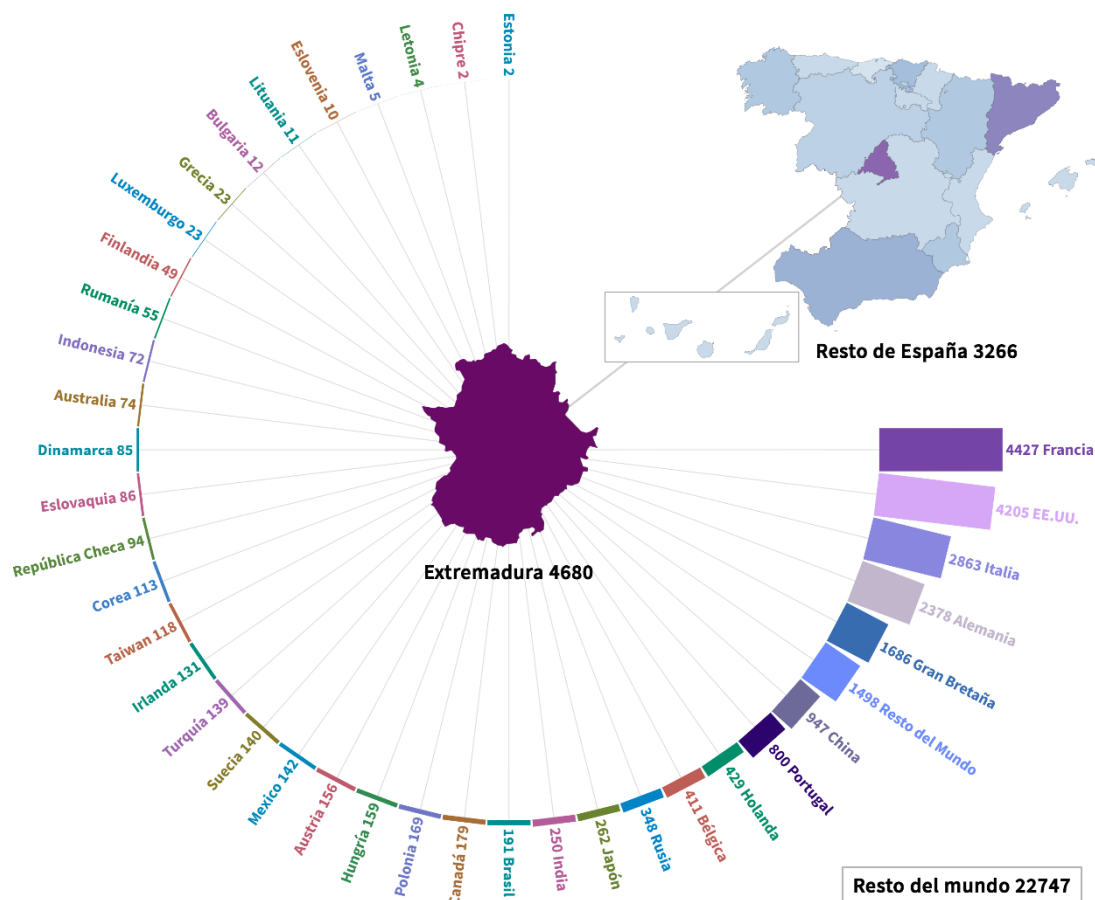 Estonia 2
Chipre 2
Letonia 4
Malta 5
Eslovenia 10
Lituania 11
Bulgaria 12
Grecia 23
Luxemburgo 23
Finlandia 49
Rumanía 55
Indonesia 72
Australia 74
Dinamarca 85
Eslovaquia 86
República Checa 94
Corea 113
Taiwan 118
Irlanda 131
Turquía 139
Suecia 140
Mexico 142
Austria 156
Hungría 159
Polonia 169
Canadá 179
191 Brasil
250 India
262 Japón
348 Rusia
411 Bélgica
429 Holanda
800 Portugal
947 China
1498 Resto del Mundo
1686 Gran Bretaña
2378 Alemania
2863 Italia
4205 EE.UU.
4427 Francia
Resto de España 3266
Extremadura 4680
Resto del mundo 22747